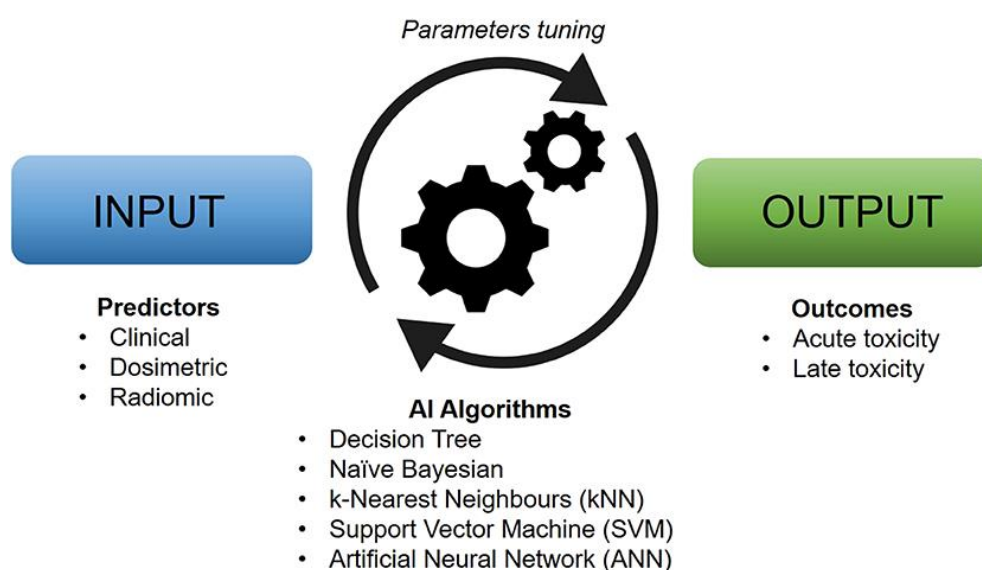 Parameters tuning
INPUT
OUTPUT
Predictors
• Clinical
• Dosimetric
• Radiomic
Outcomes
• Acute toxicity
• Late toxicity
AI Algorithms
• Decision Tree
• Naïve Bayesian
• k-Nearest Neighbours (kNN)
• Support Vector Machine (SVM)
• Artificial Neural Network (ANN)